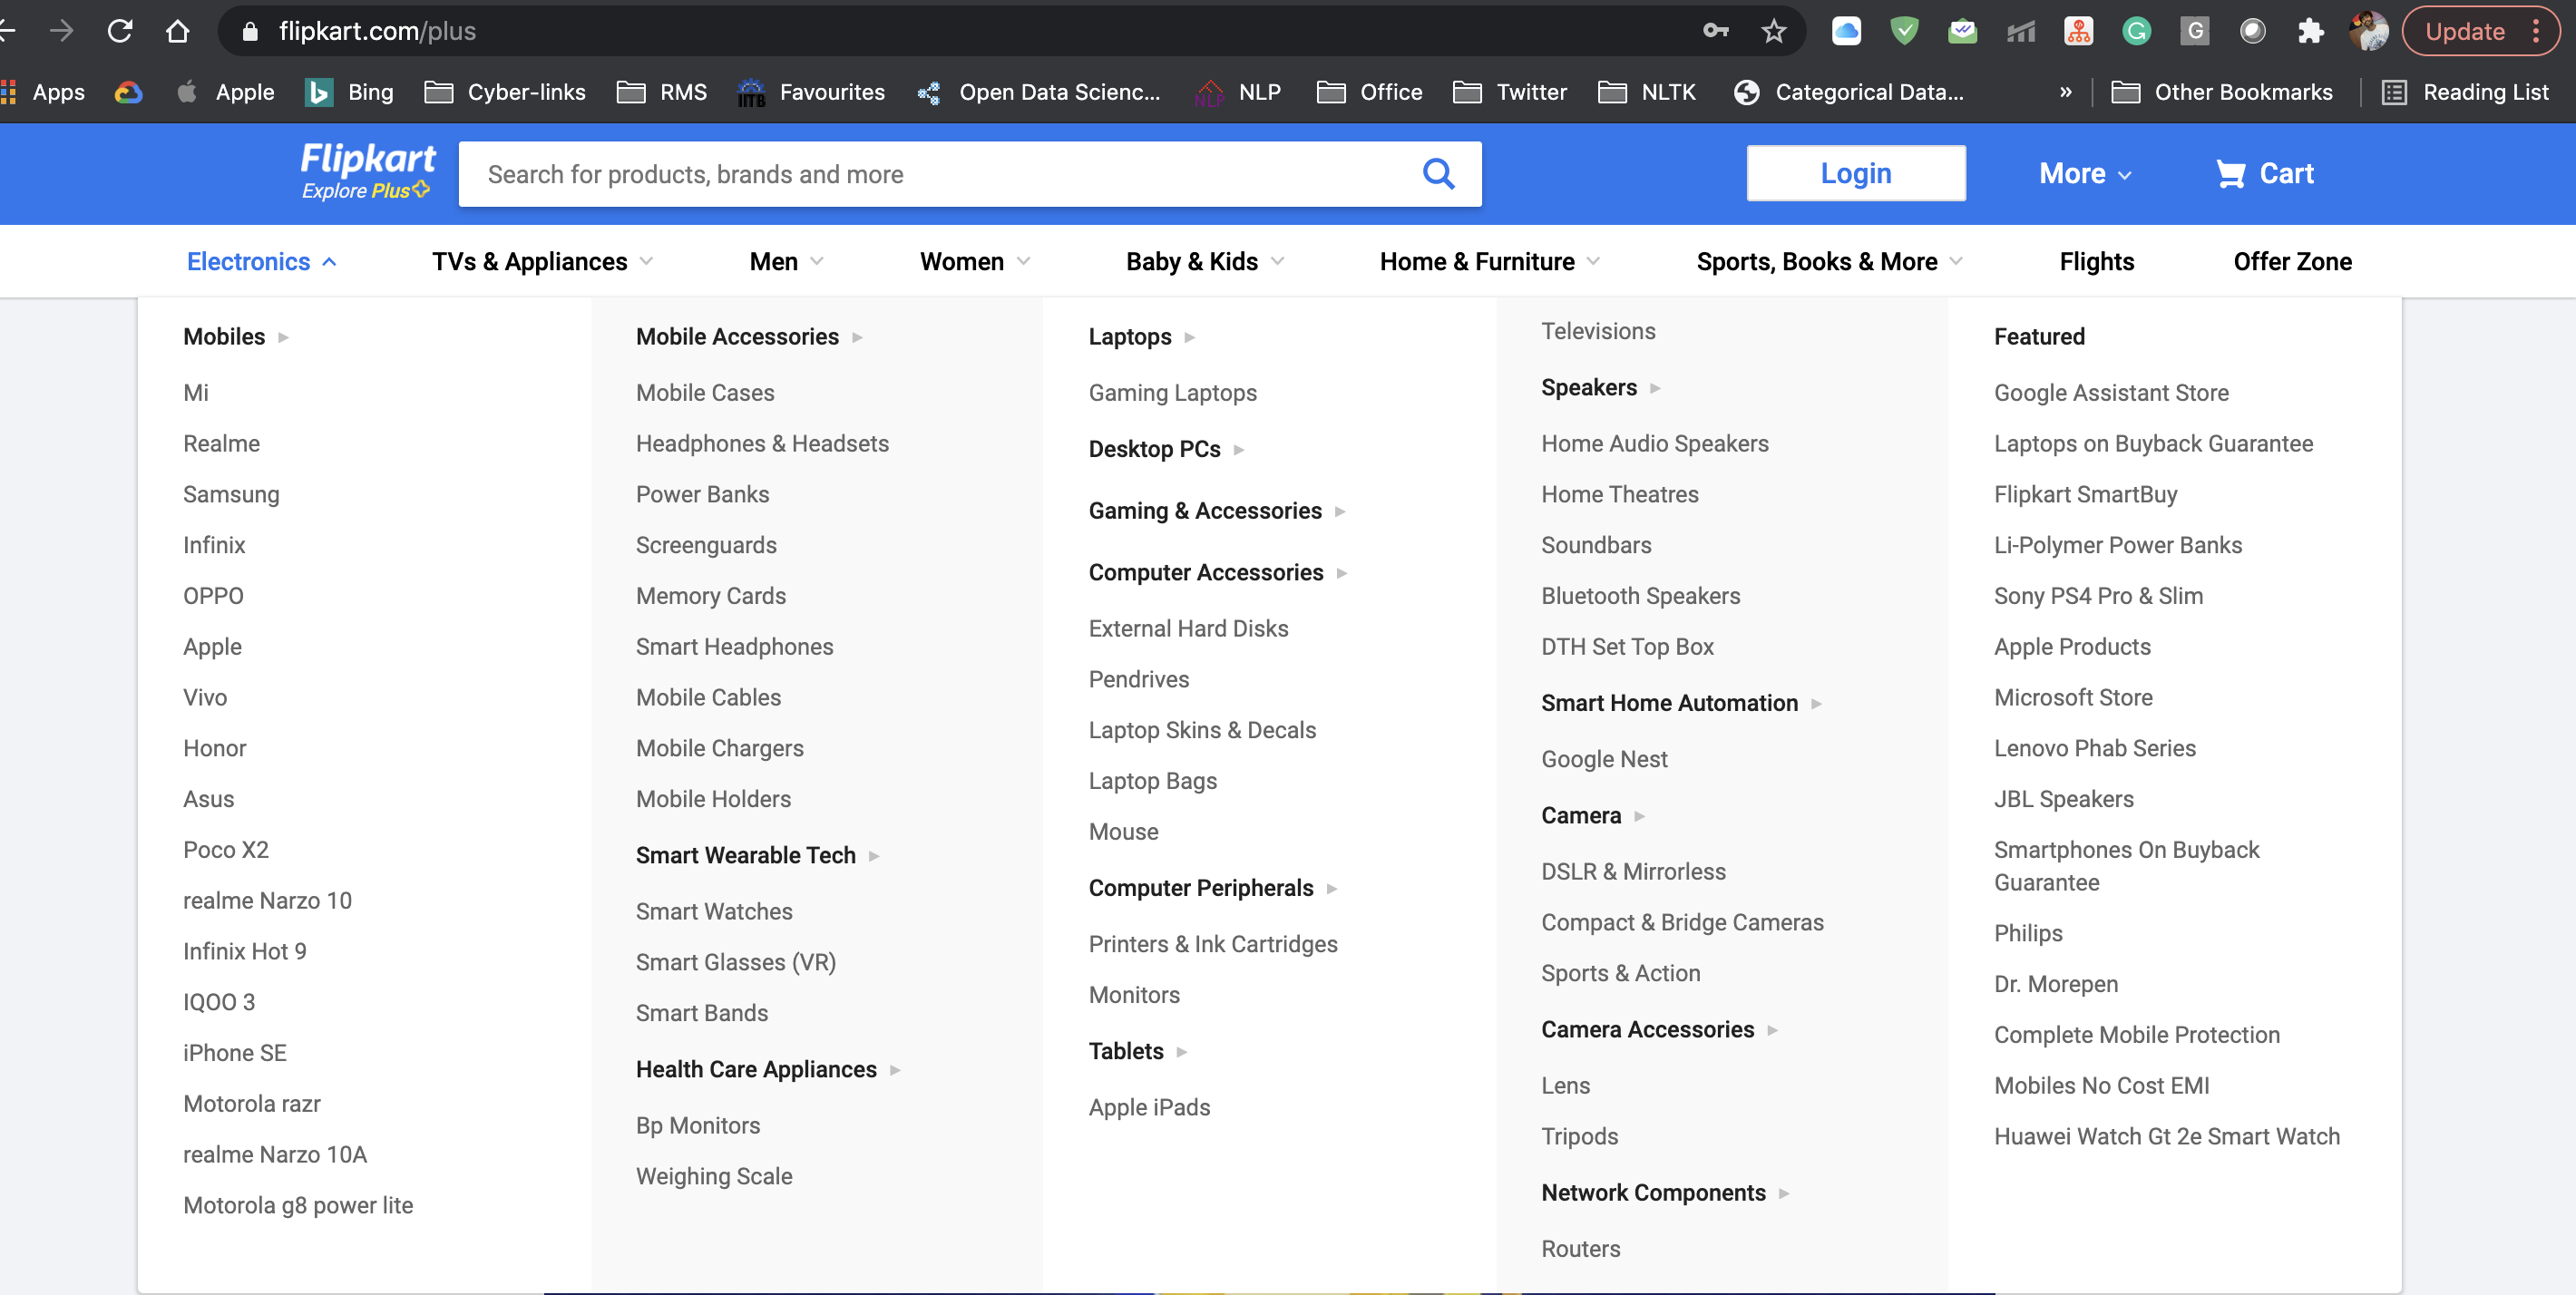 flipkart.com/plus
Update
Apps
Apple
Bing
Cyber-links
RMS
IITB
Favourites
Open Data Scienc...
NLP
NLP
Office
Twitter
NLTK
Categorical Data...
»
Other Bookmarks
Reading List
Flipkart
Explore Plus
Search for products, brands and more
Login
More
Cart
Electronics
TVs & Appliances
Men
Women
Baby & Kids
Home & Furniture
Sports, Books & More
Flights
Offer Zone
Mobiles
Mi
Realme
Samsung
Infinix
OPPO
Apple
Vivo
Honor
Asus
Poco X2
realme Narzo 10
Infinix Hot 9
IQOO 3
iPhone SE
Motorola razr
realme Narzo 10A
Motorola g8 power lite
Mobile Accessories
Mobile Cases
Headphones & Headsets
Power Banks
Screenguards
Memory Cards
Smart Headphones
Mobile Cables
Mobile Chargers
Mobile Holders
Smart Wearable Tech
Smart Watches
Smart Glasses (VR)
Smart Bands
Health Care Appliances
Bp Monitors
Weighing Scale
Laptops
Gaming Laptops
Desktop PCs
Gaming & Accessories
Computer Accessories
External Hard Disks
Pendrives
Laptop Skins & Decals
Laptop Bags
Mouse
Computer Peripherals
Printers & Ink Cartridges
Monitors
Tablets
Apple iPads
Televisions
Speakers
Home Audio Speakers
Home Theatres
Soundbars
Bluetooth Speakers
DTH Set Top Box
Smart Home Automation
Google Nest
Camera
DSLR & Mirrorless
Compact & Bridge Cameras
Sports & Action
Camera Accessories
Lens
Tripods
Network Components
Routers
Featured
Google Assistant Store
Laptops on Buyback Guarantee
Flipkart SmartBuy
Li-Polymer Power Banks
Sony PS4 Pro & Slim
Apple Products
Microsoft Store
Lenovo Phab Series
JBL Speakers
Smartphones On Buyback
Guarantee
Philips
Dr. Morepen
Complete Mobile Protection
Mobiles No Cost EMI
Huawei Watch Gt 2e Smart Watch